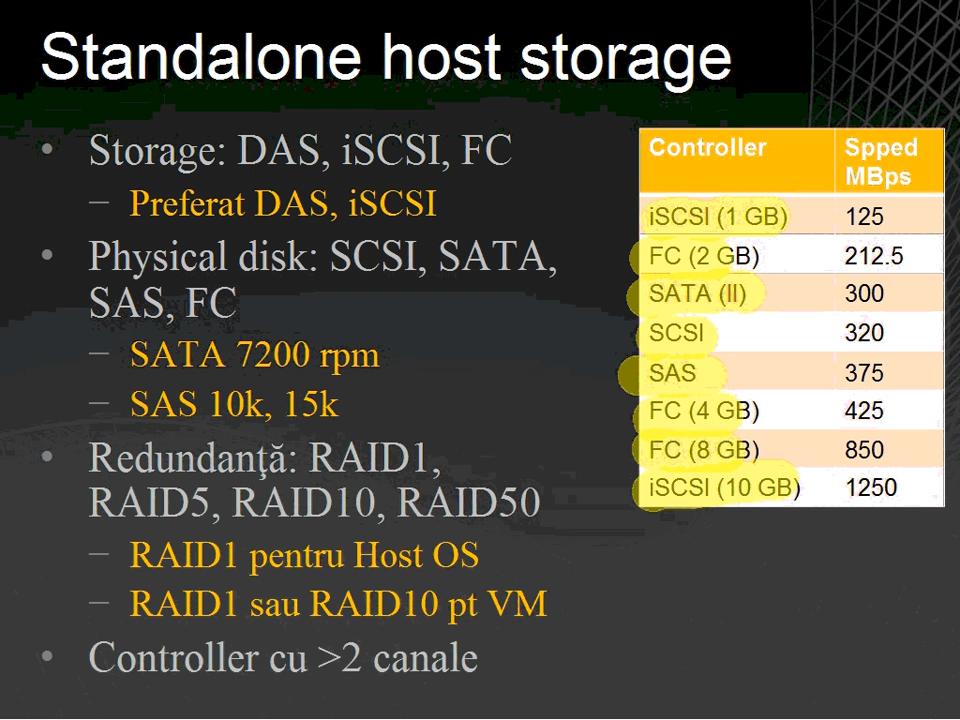 Standalone host storage
• Storage: DAS, iSCSI, FC
– Preferat DAS, iSCSI
• Physical disk: SCSI, SATA,
SAS, FC
– SATA 7200 rpm
– SAS 10k, 15k
• Redundanţă: RAID1,
RAID5, RAID10, RAID50
– RAID1 pentru Host OS
– RAID1 sau RAID10 pt VM
• Controller cu >2 canale
Controller Spped
MBps
iSCSI (1 GB) 125
FC (2 GB) 212.5
SATA (II) 300
SCSI 320
SAS 375
FC (4 GB) 425
FC (8 GB) 850
iSCSI (10 GB) 1250